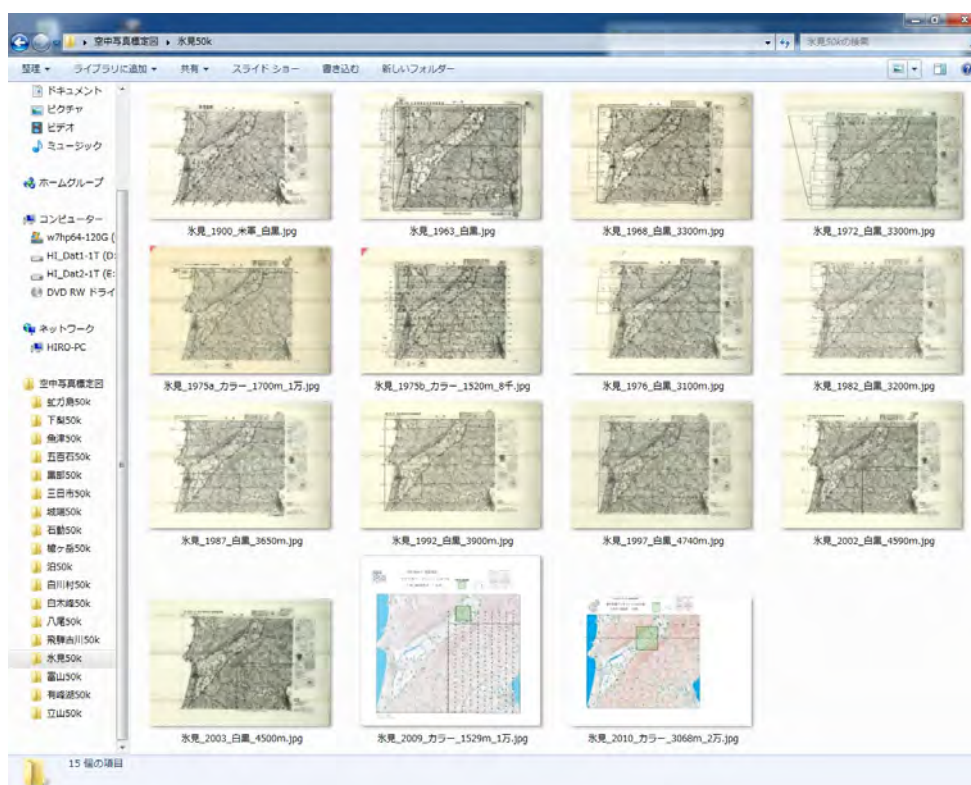 空中写真標定図 ▸ 氷見50k
氷見50kの検索
整理 ライブラリに追加 共有 スライド ショー 書き込む 新しいフォルダー
ドキュメント
ピクチャ
ビデオ
ミュージック
ホームグループ
コンピューター
w7hp64-120G (
HI_Dat1-1T (D:
HI_Dat2-1T (E:
DVD RW ドライ
ネットワーク
HIRO-PC
空中写真標定図
虻ガ島50k
下梨50k
魚津50k
五百石50k
黒部50k
三日市50k
城端50k
石動50k
槍ヶ岳50k
泊50k
白川村50k
白木峰50k
八尾50k
飛騨古川50k
氷見50k
富山50k
有峰湖50k
立山50k
氷見_1900_米軍_白黒.jpg
氷見_1963_白黒.jpg
氷見_1968_白黒_3300m.jpg
氷見_1972_白黒_3300m.jpg
氷見_1975a_カラー_1700m_1万.jpg
氷見_1975b_カラー_1520m_8千.jpg
氷見_1976_白黒_3100m.jpg
氷見_1982_白黒_3200m.jpg
氷見_1987_白黒_3650m.jpg
氷見_1992_白黒_3900m.jpg
氷見_1997_白黒_4740m.jpg
氷見_2002_白黒_4590m.jpg
氷見_2003_白黒_4500m.jpg
氷見_2009_カラー_1529m_1万.jpg
氷見_2010_カラー_3068m_2万.jpg
15 個の項目